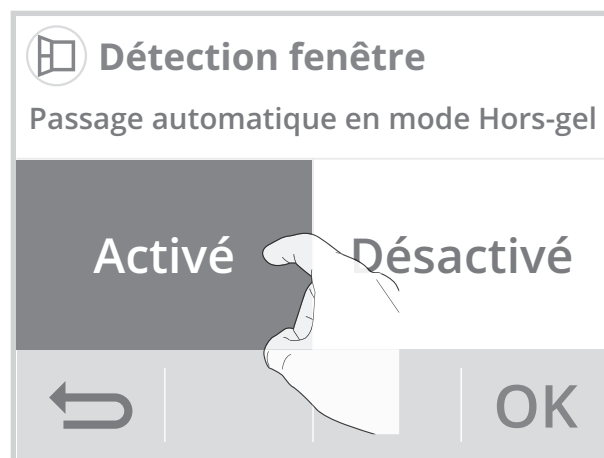 Détection fenêtre
Passage automatique en mode Hors-gel
Activé Désactivé
OK